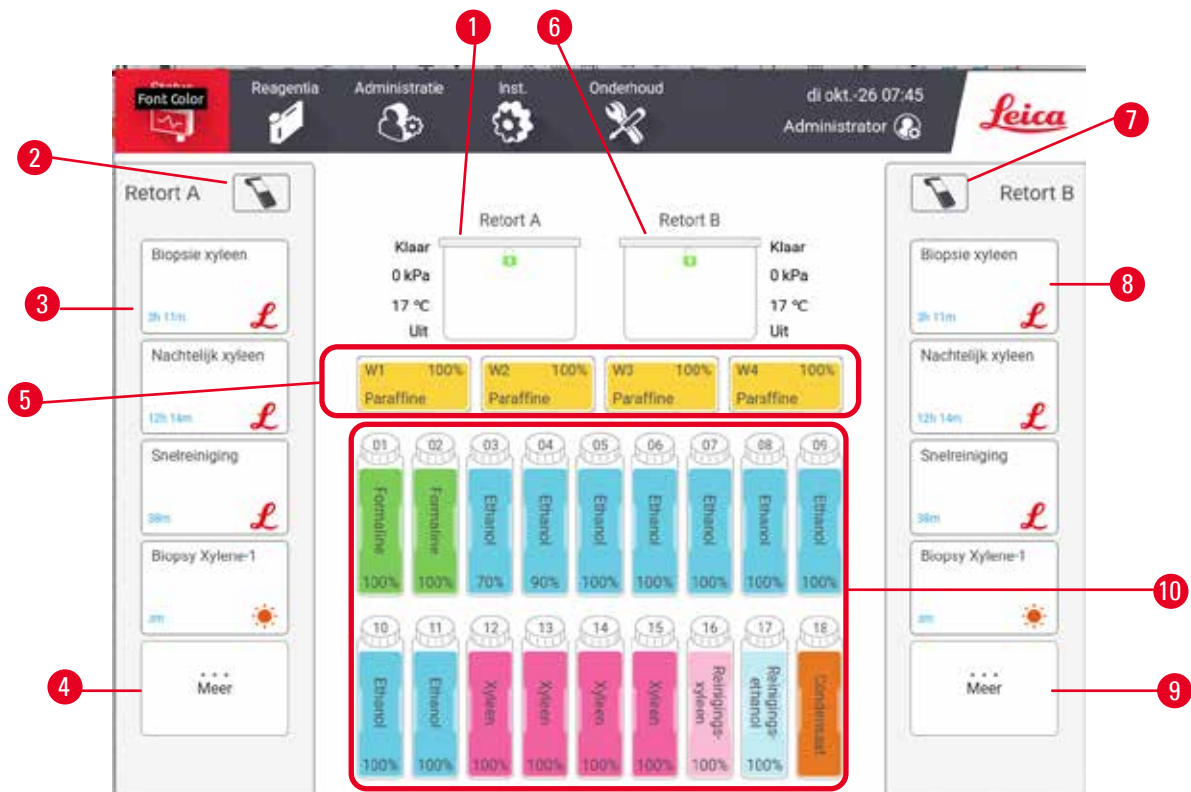 1
6
Status
Font Color
Reagentia
Administratie
Inst.
Onderhoud
di okt.-26 07:45
Administrator
Leica
7
2
Retort A
Retort B
Retort A
Retort B
Klaar
0 kPa
17 °C
Uit
Klaar
0 kPa
17 °C
Uit
3
Biopsie xyleen
3h 11m
Nachtelijk xyleen
12h 14m
Snelreiniging
38m
Biopsy Xylene-1
4
...
Meer
5
W1 100%
Paraffine
W2 100%
Paraffine
W3 100%
Paraffine
W4 100%
Paraffine
01 02 03 04 05 06 07 08 09
Formaline Formaline Ethanol Ethanol Ethanol Ethanol Ethanol Ethanol Ethanol
100% 100% 70% 90% 100% 100% 100% 100% 100%
10 11 12 13 14 15 16 17 18
Ethanol Ethanol Xyleen Xyleen Xyleen Xyleen Reinigings-xyleen Reinigings-ethanol Condensaat
100% 100% 100% 100% 100% 100% 100% 100%
8
Biopsie xyleen
3h 11m
Nachtelijk xyleen
12h 14m
Snelreiniging
38m
Biopsy Xylene-1
10
...
Meer
9